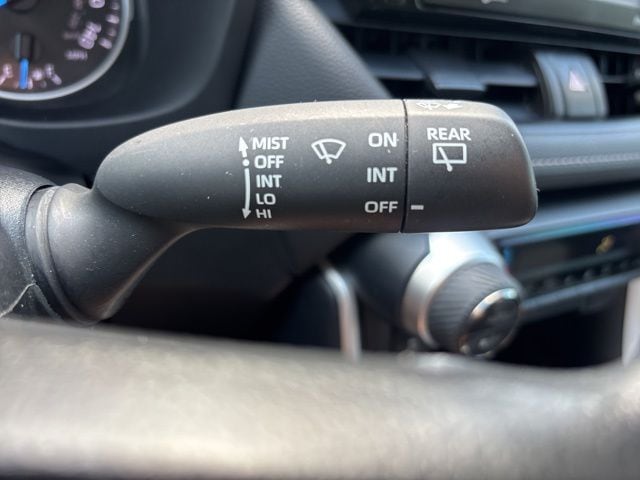 MIST
OFF
INT
LO
HI
ON
INT
OFF
REAR